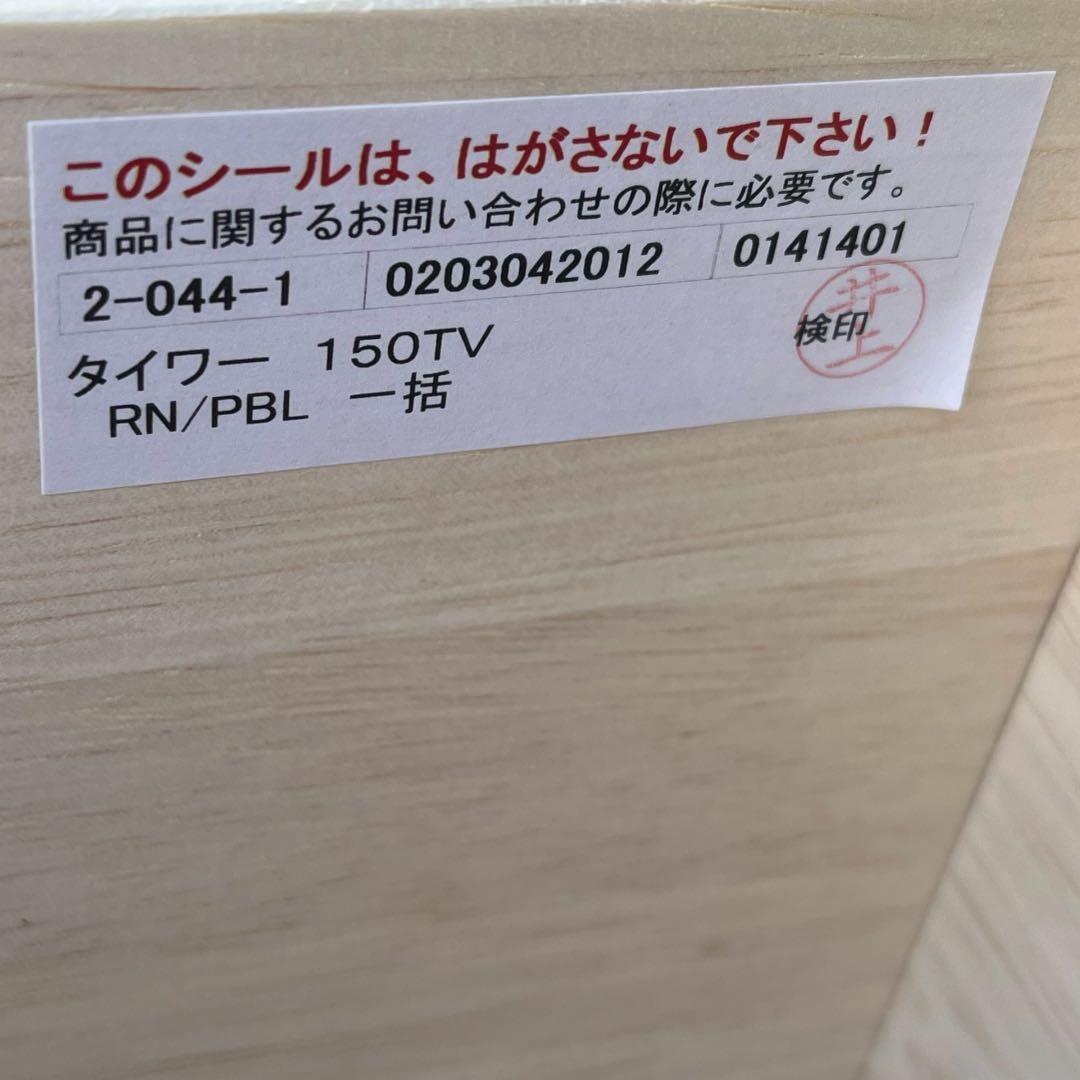 このシールは、はがさないで下さい！
商品に関するお問い合わせの際に必要です。
2-044-1 0203042012 0141401
タイワー 150TV
RN/PBL 一括
検印
井上